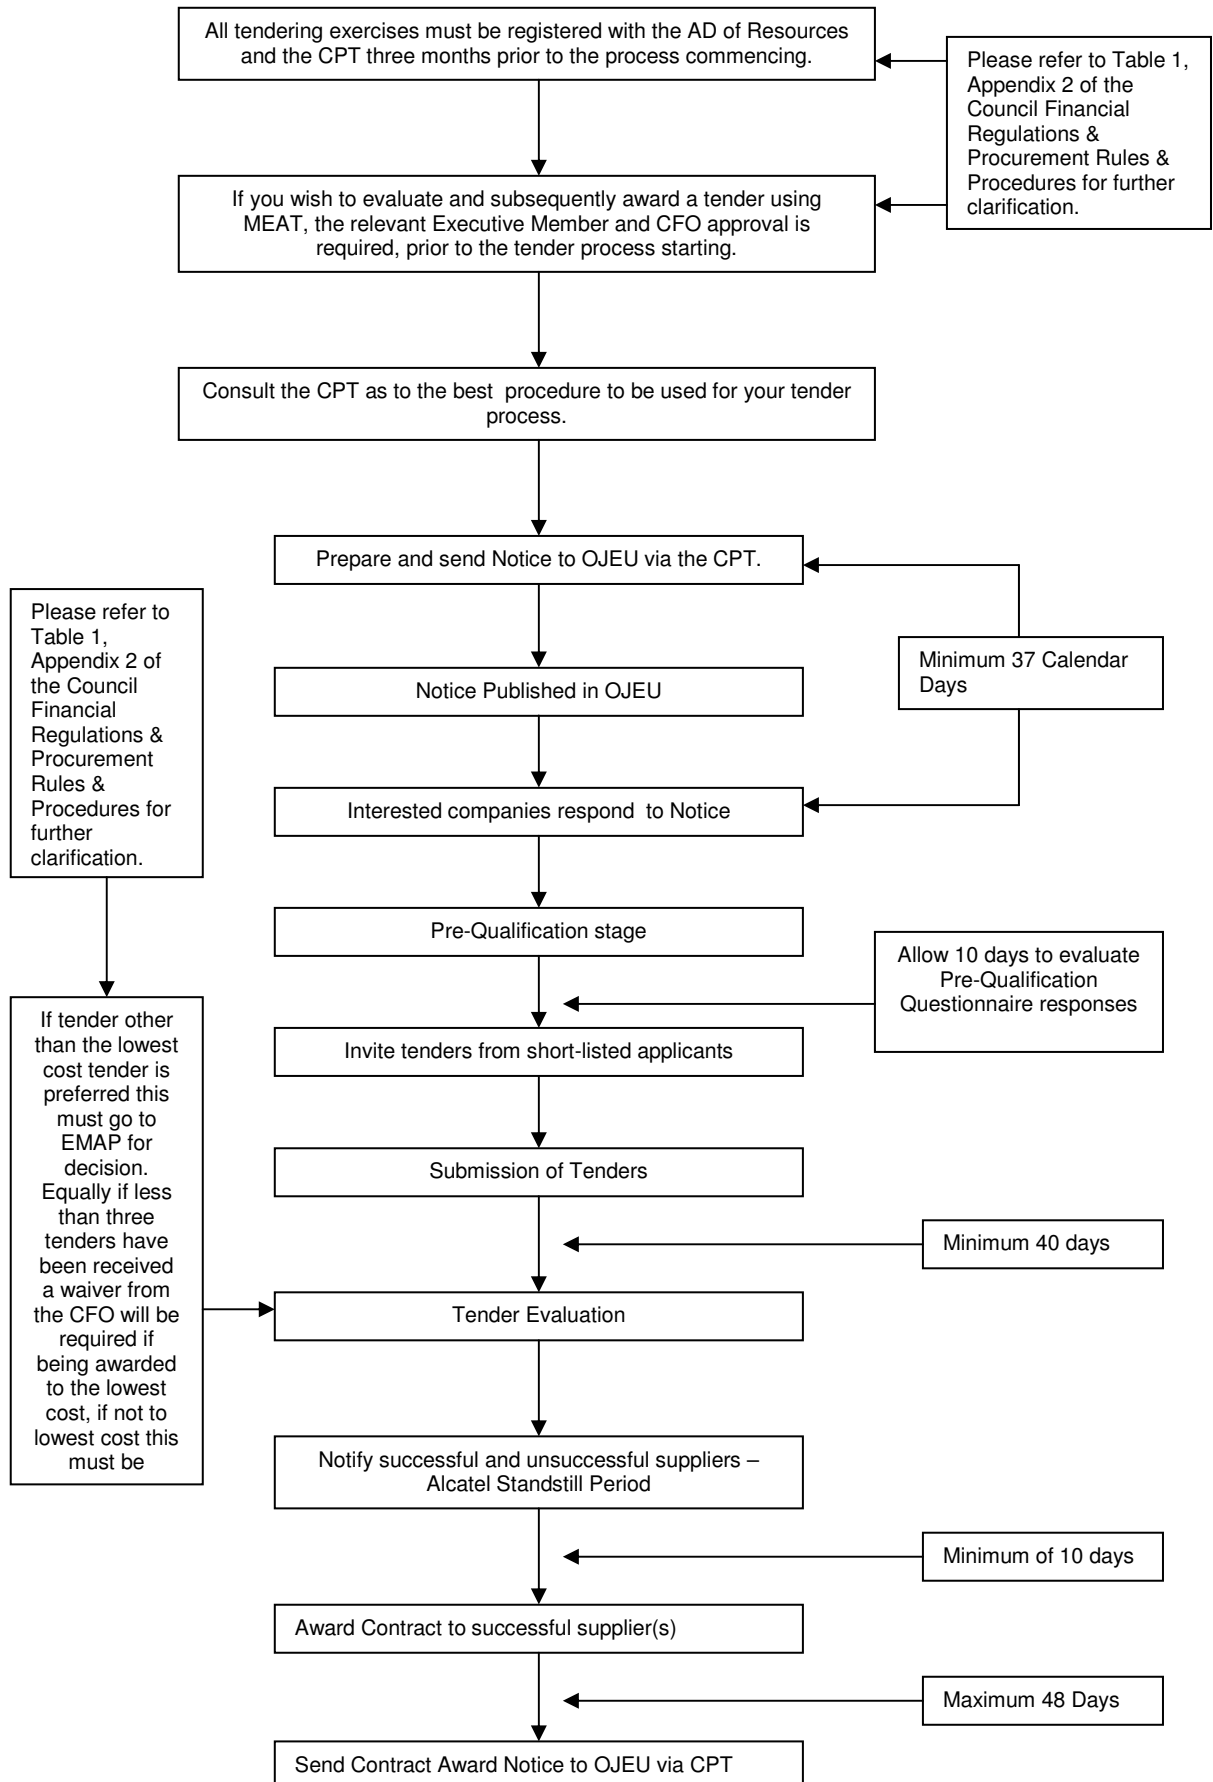 All tendering exercises must be registered with the AD of Resources
and the CPT three months prior to the process commencing.
Please refer to Table 1,
Appendix 2 of the
Council Financial
Regulations &
Procurement Rules &
Procedures for further
clarification.
If you wish to evaluate and subsequently award a tender using
MEAT, the relevant Executive Member and CFO approval is
required, prior to the tender process starting.
Consult the CPT as to the best procedure to be used for your tender
process.
Prepare and send Notice to OJEU via the CPT.
Please refer to
Table 1,
Appendix 2 of
the Council
Financial
Regulations &
Procurement
Rules &
Procedures for
further
clarification.
Minimum 37 Calendar
Days
Notice Published in OJEU
Interested companies respond to Notice
Pre-Qualification stage
Allow 10 days to evaluate
Pre-Qualification
Questionnaire responses
If tender other
than the lowest
cost tender is
preferred this
must go to
EMAP for
decision.
Equally if less
than three
tenders have
been received
a waiver from
the CFO will be
required if
being awarded
to the lowest
cost, if not to
lowest cost this
must be
Invite tenders from short-listed applicants
Submission of Tenders
Minimum 40 days
Tender Evaluation
Notify successful and unsuccessful suppliers –
Alcatel Standstill Period
Minimum of 10 days
Award Contract to successful supplier(s)
Maximum 48 Days
Send Contract Award Notice to OJEU via CPT